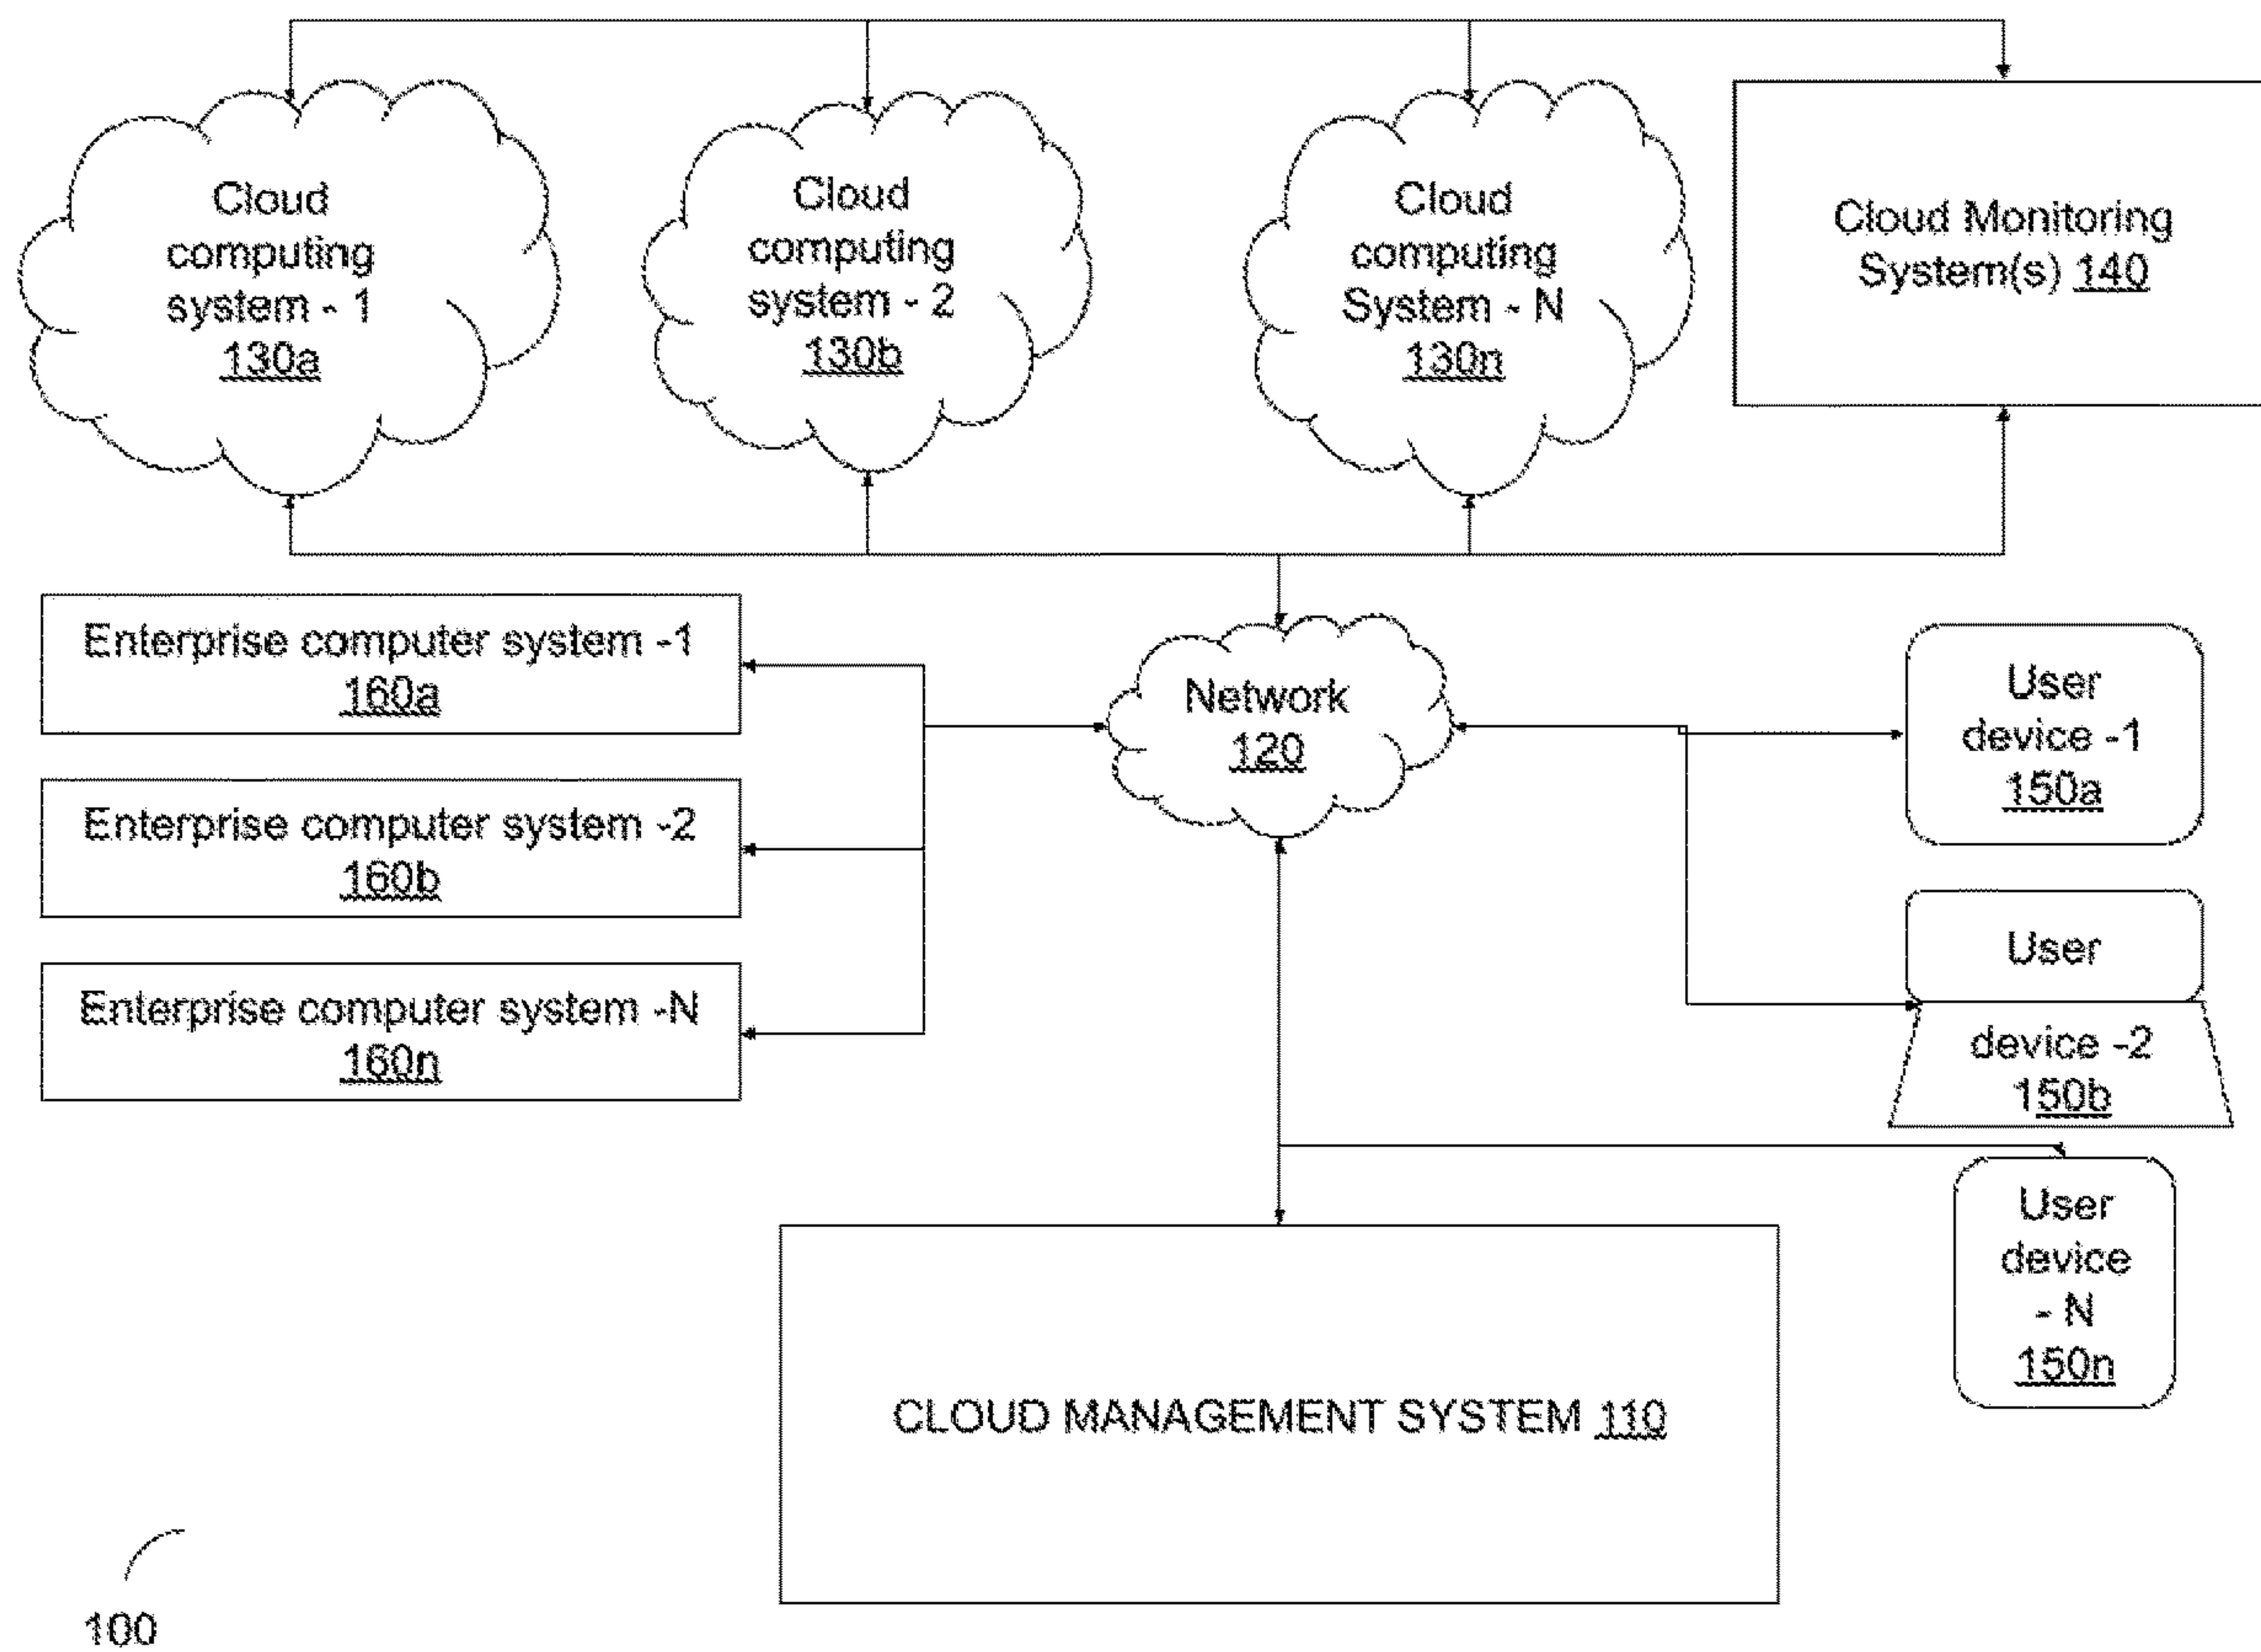 Cloud
computing
system - 1
130a
Cloud
computing
system - 2
130b
Cloud
computing
System - N
130n
Cloud Monitoring
System(s) 140
Enterprise computer system -1
160a
Enterprise computer system -2
160b
Enterprise computer system -N
160n
Network
120
User
device -1
150a
User
device -2
150b
User
device
- N
150n
CLOUD MANAGEMENT SYSTEM 110
100